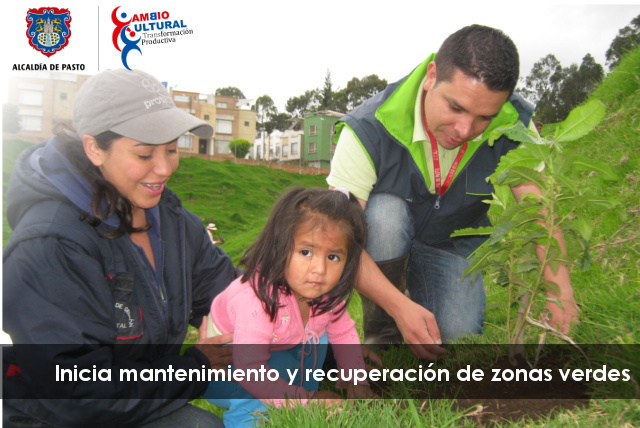 CAMBIO
CULTURAL
Transformación
Productiva
ALCALDÍA DE PASTO
Inicia mantenimiento y recuperación de zonas verdes